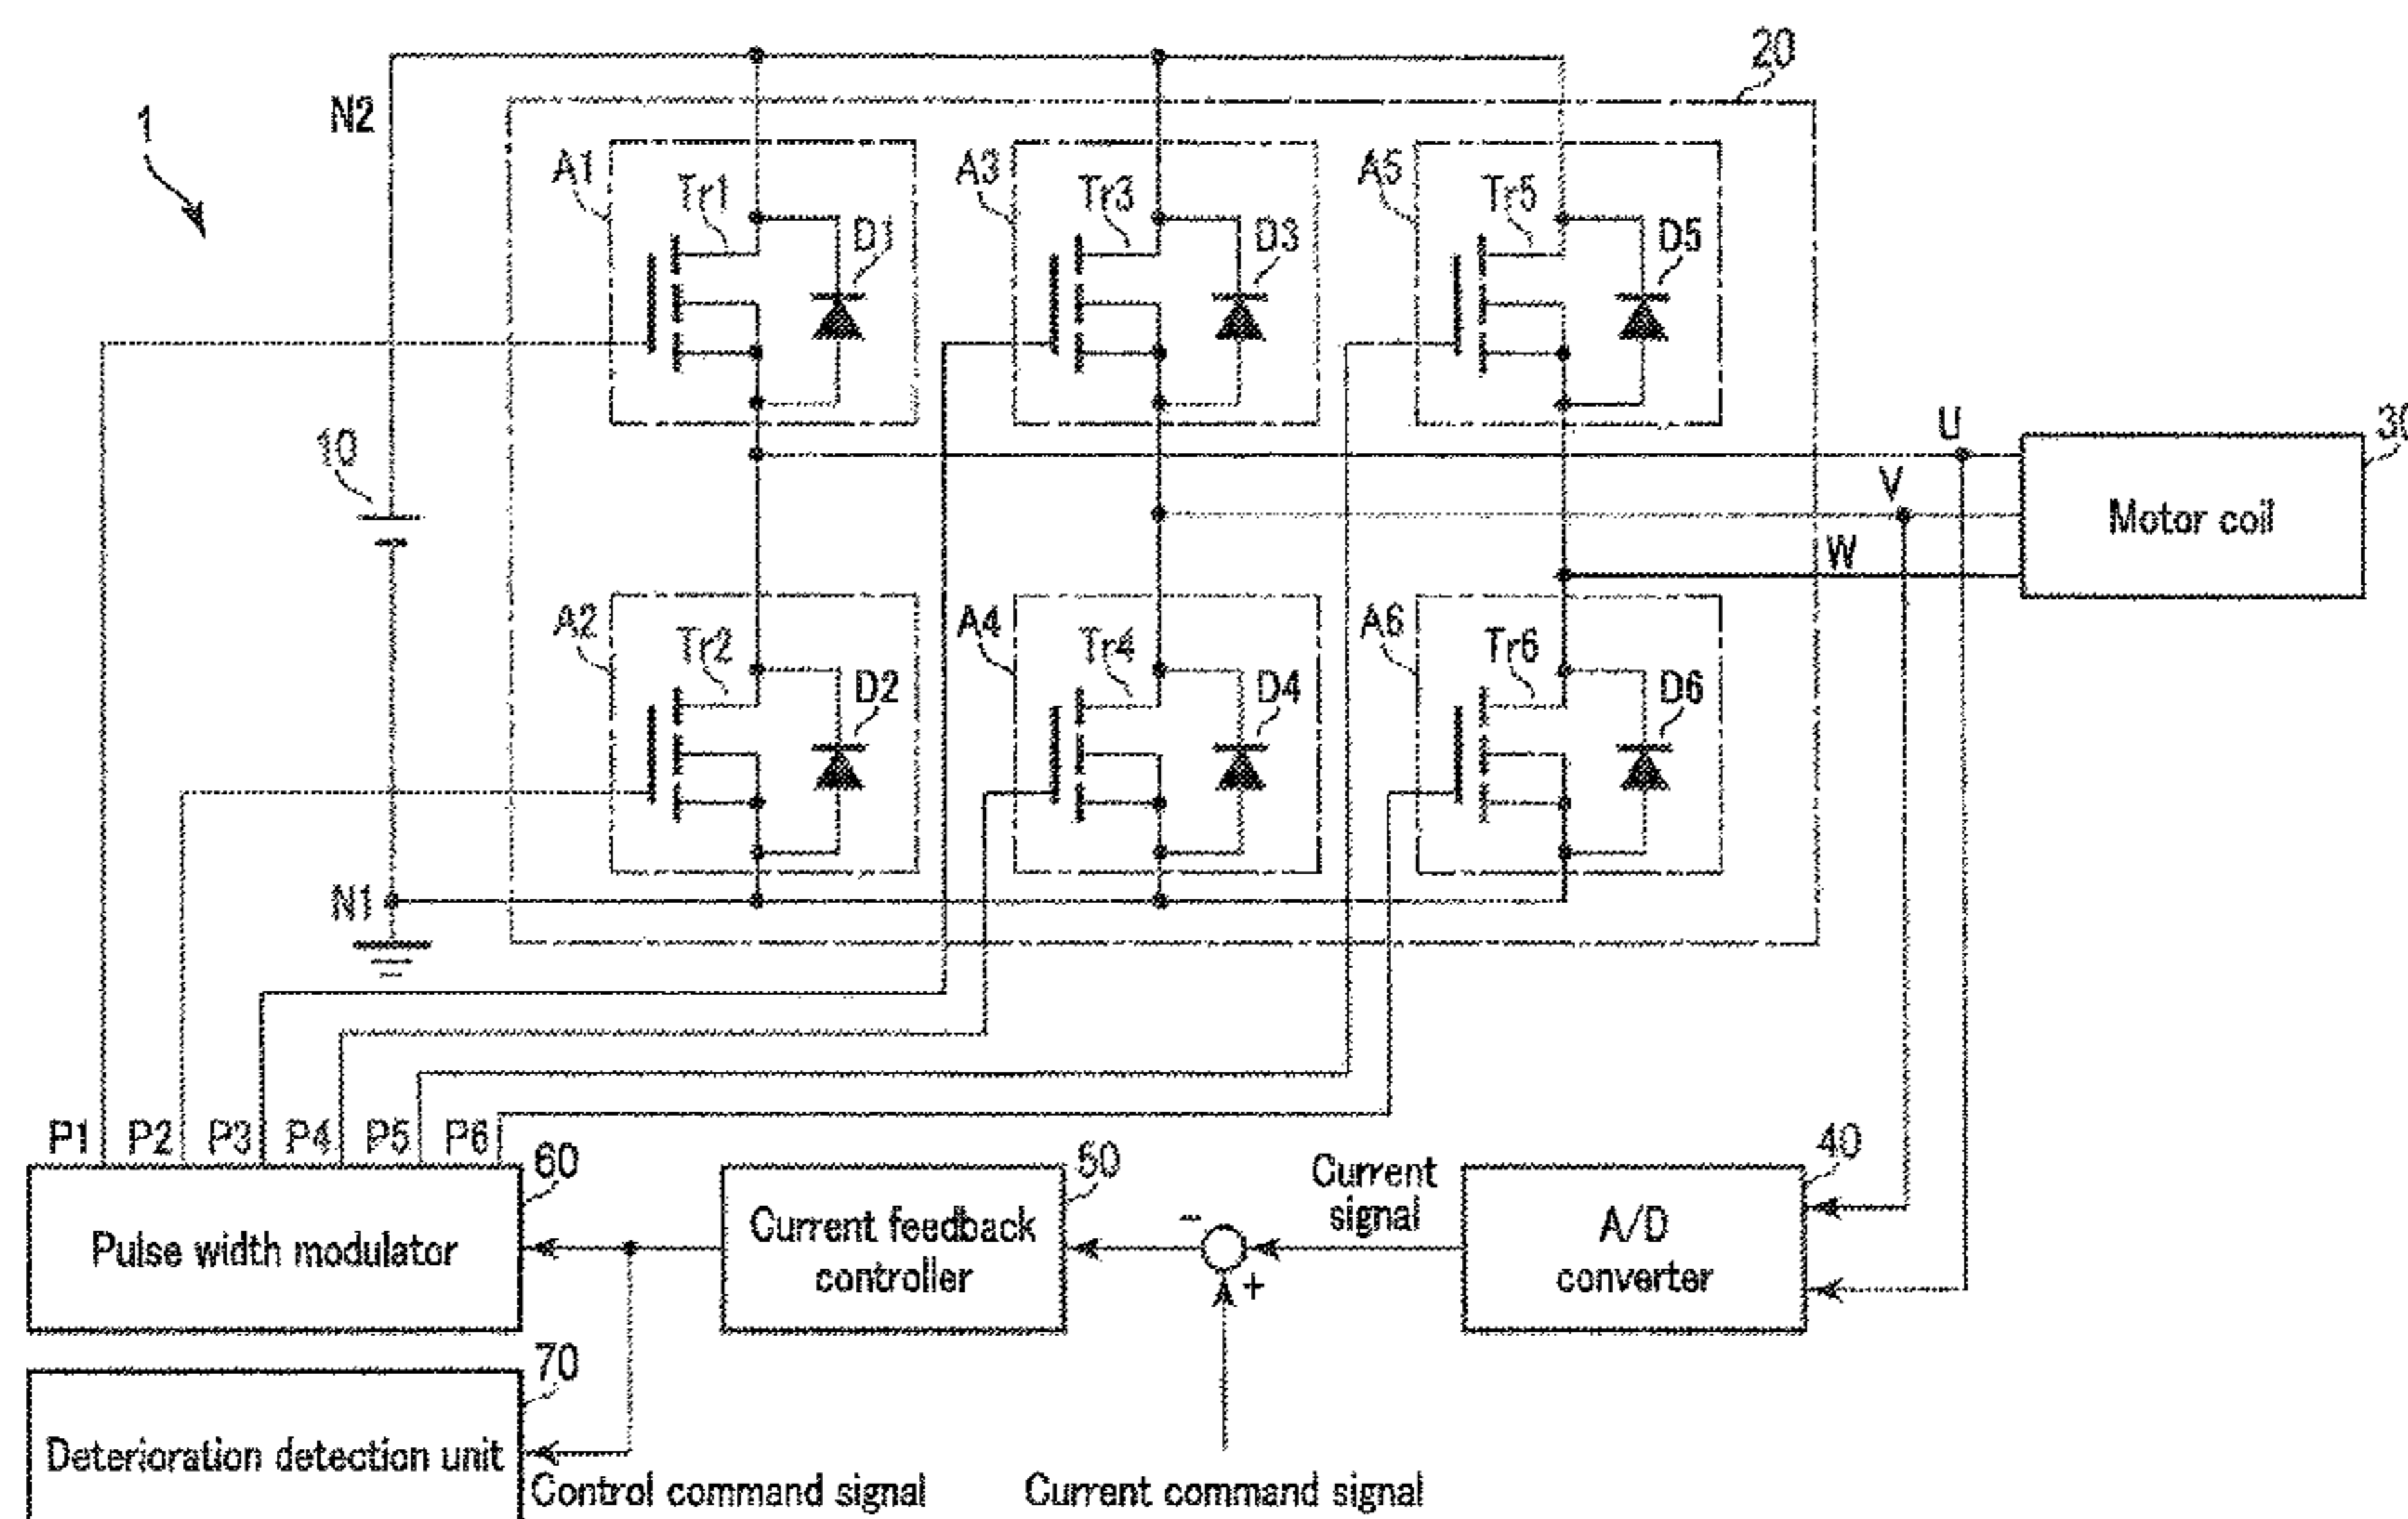 20
N2
1
A1
Tr1
D1
A3
Tr3
D3
A5
Tr5
D5
10
U
30
V
Motor coil
W
A2
Tr2
D2
A4
Tr4
D4
A6
Tr6
D6
N1
P1
P2
P3
P4
P5
P6
60
50
40
Pulse width modulator
Current feedback
controller
-
+
Current
signal
A/D
converter
70
Deterioration detection unit
Control command signal
Current command signal